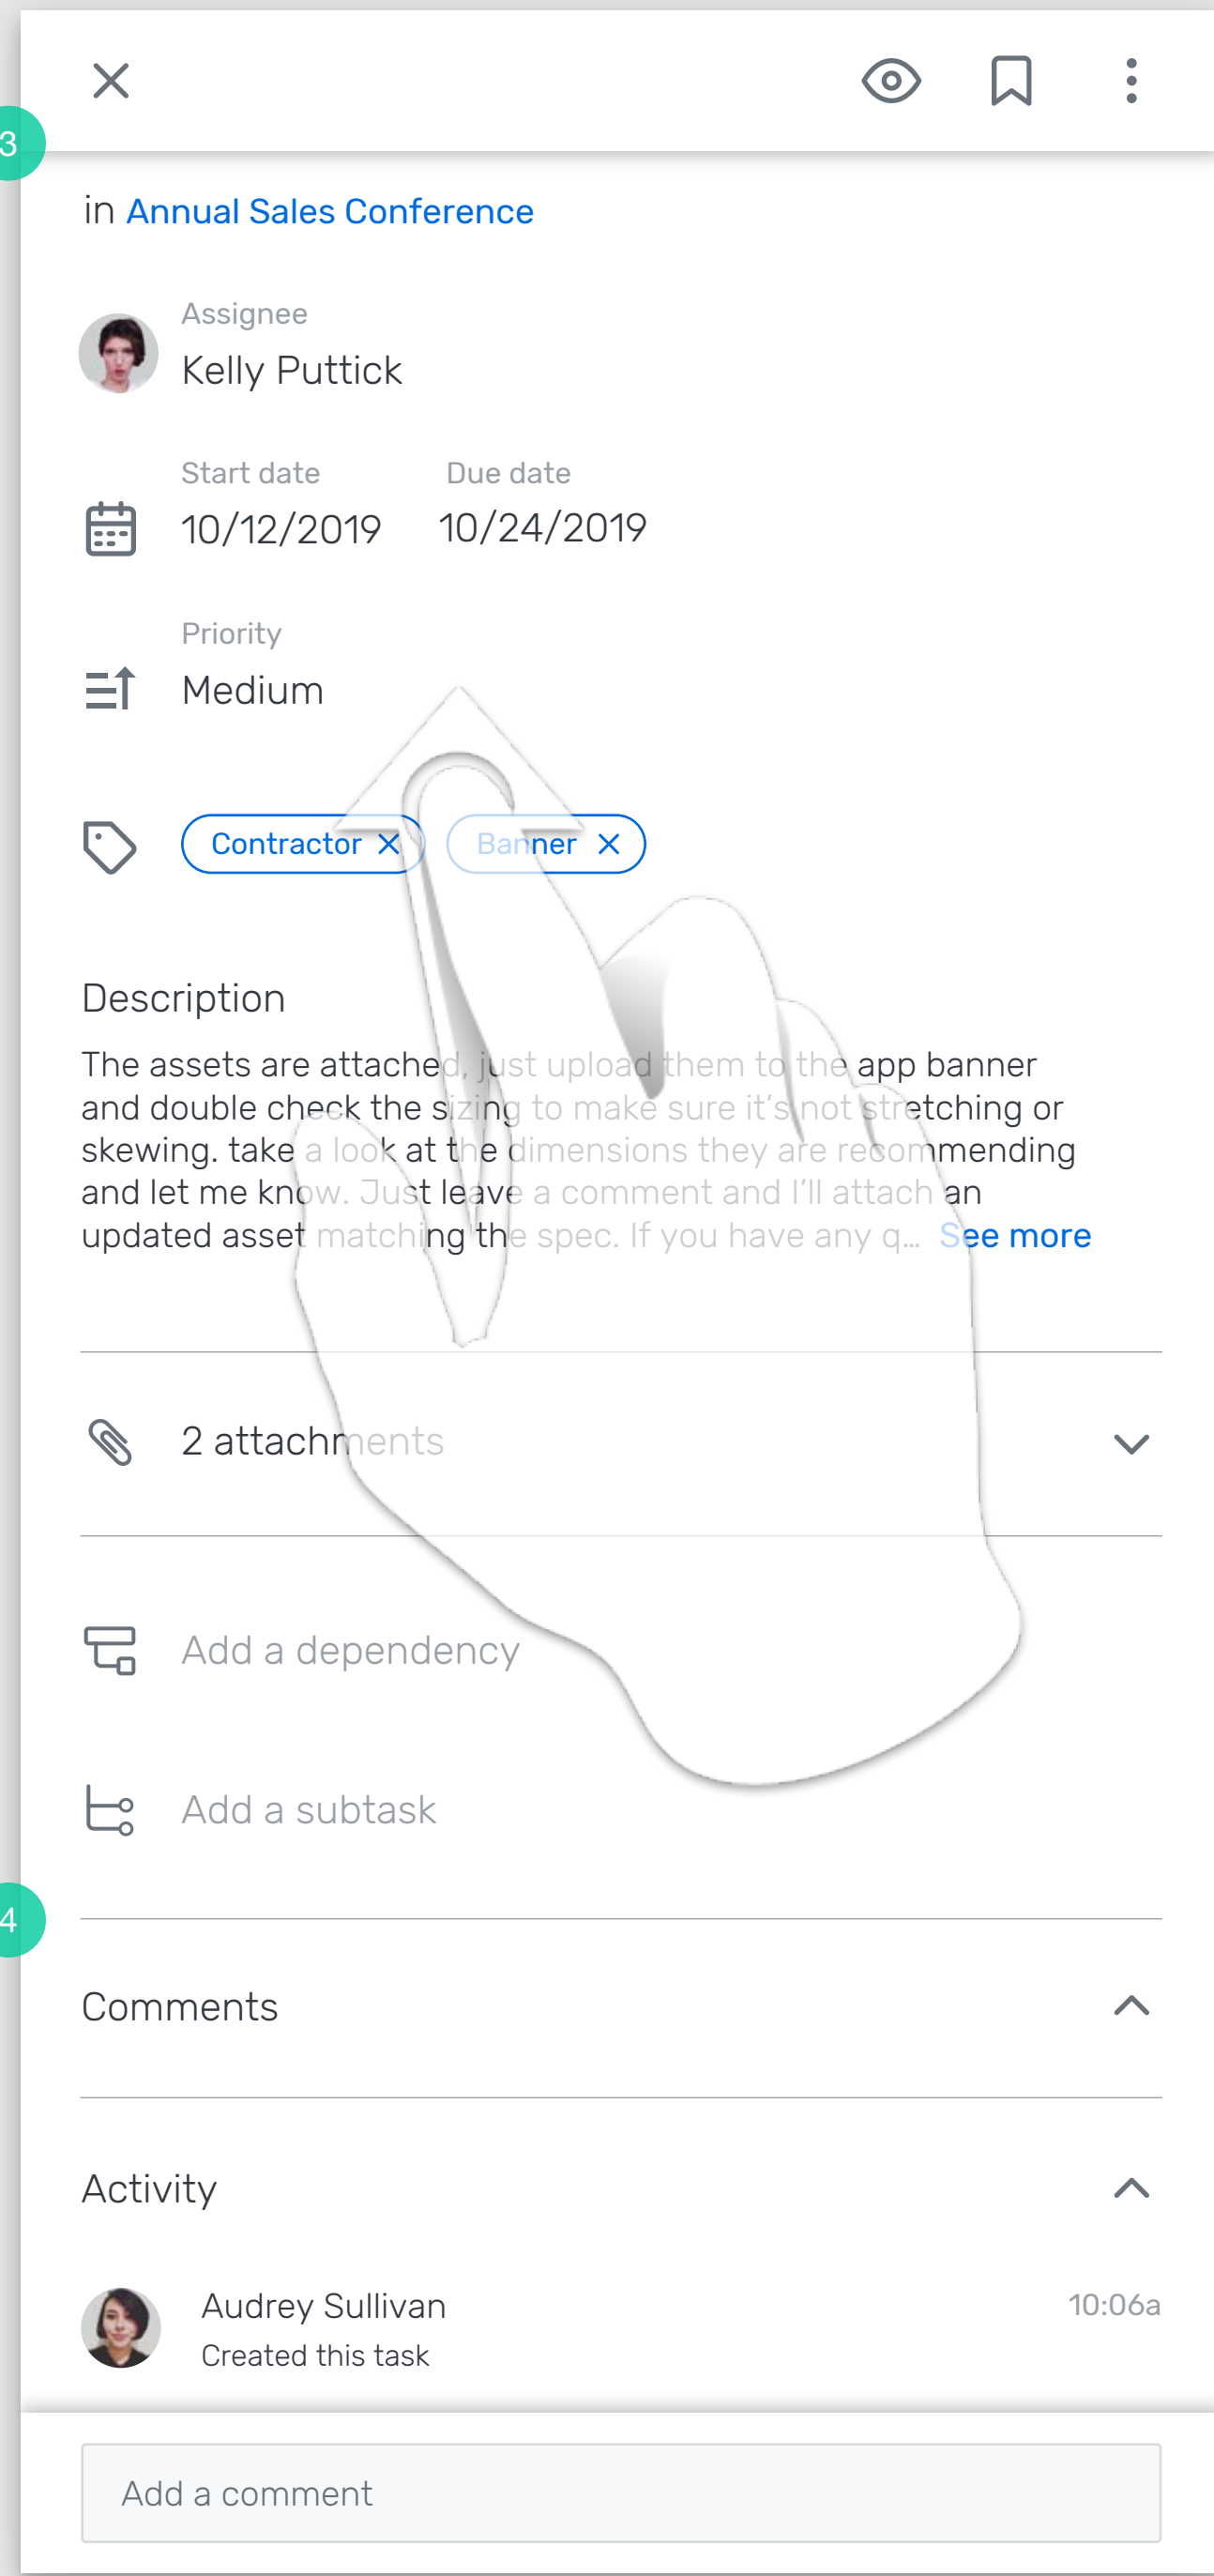 3
in Annual Sales Conference
Assignee
Kelly Puttick
Start date Due date
10/12/2019 10/24/2019
Priority
Medium
Contractor Banner
Description
The assets are attached, just upload them to the app banner
and double check the sizing to make sure it’s not stretching or
skewing. take a look at the dimensions they are recommending
and let me know. Just leave a comment and I’ll attach an
updated asset matching the spec. If you have any q... See more
2 attachments
Add a dependency
Add a subtask
4
Comments
Activity
Audrey Sullivan 10:06a
Created this task
Add a comment